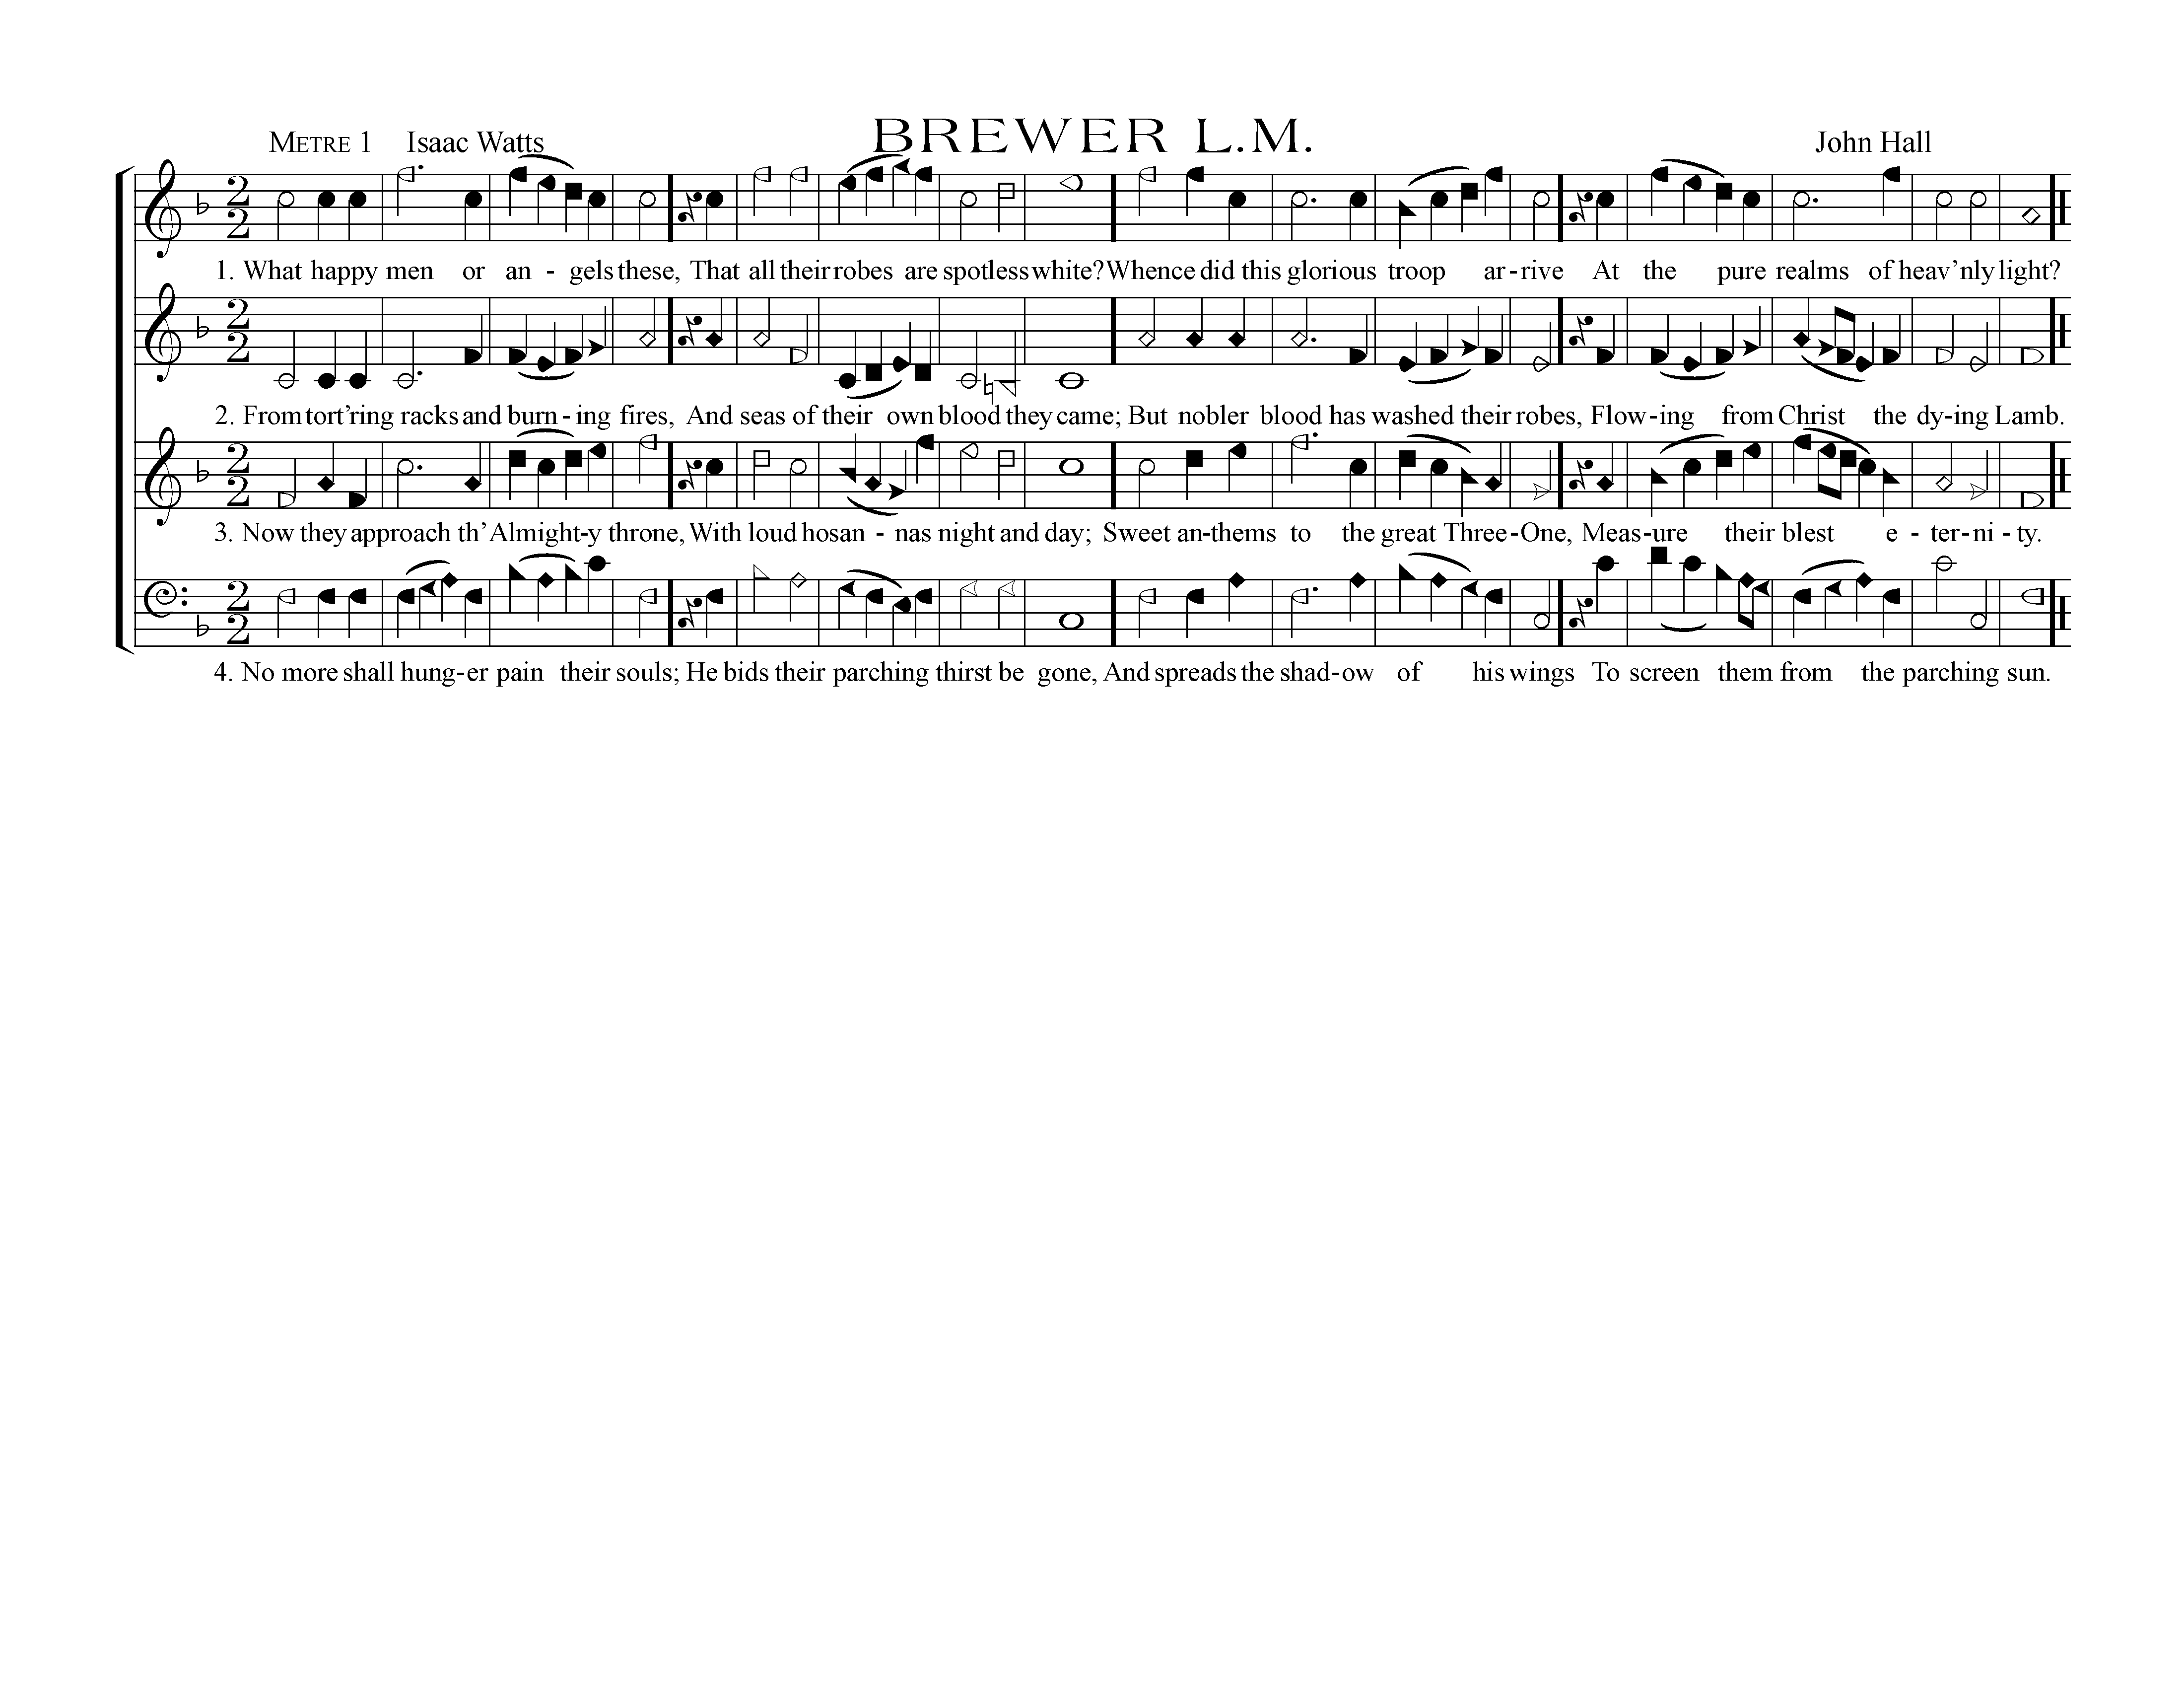 BREWER L.M.
METRE 1 Isaac Watts John Hall
1. What happy men or an - gels these, That all their robes are spotless white? Whence did this glorious troop ar - rive At the pure realms of heav’nly light?
2. From tort’ring racks and burn - ing fires, And seas of their own blood they came; But nobler blood has washed their robes, Flow - ing from Christ the dy - ing Lamb.
3. Now they approach th’ Almight - y throne, With loud hosan - nas night and day; Sweet an - thems to the great Three - One, Meas - ure their blest e - ter - ni - ty.
4. No more shall hung - er pain their souls; He bids their parching thirst be gone, And spreads the shad - ow of his wings To screen them from the parching sun.